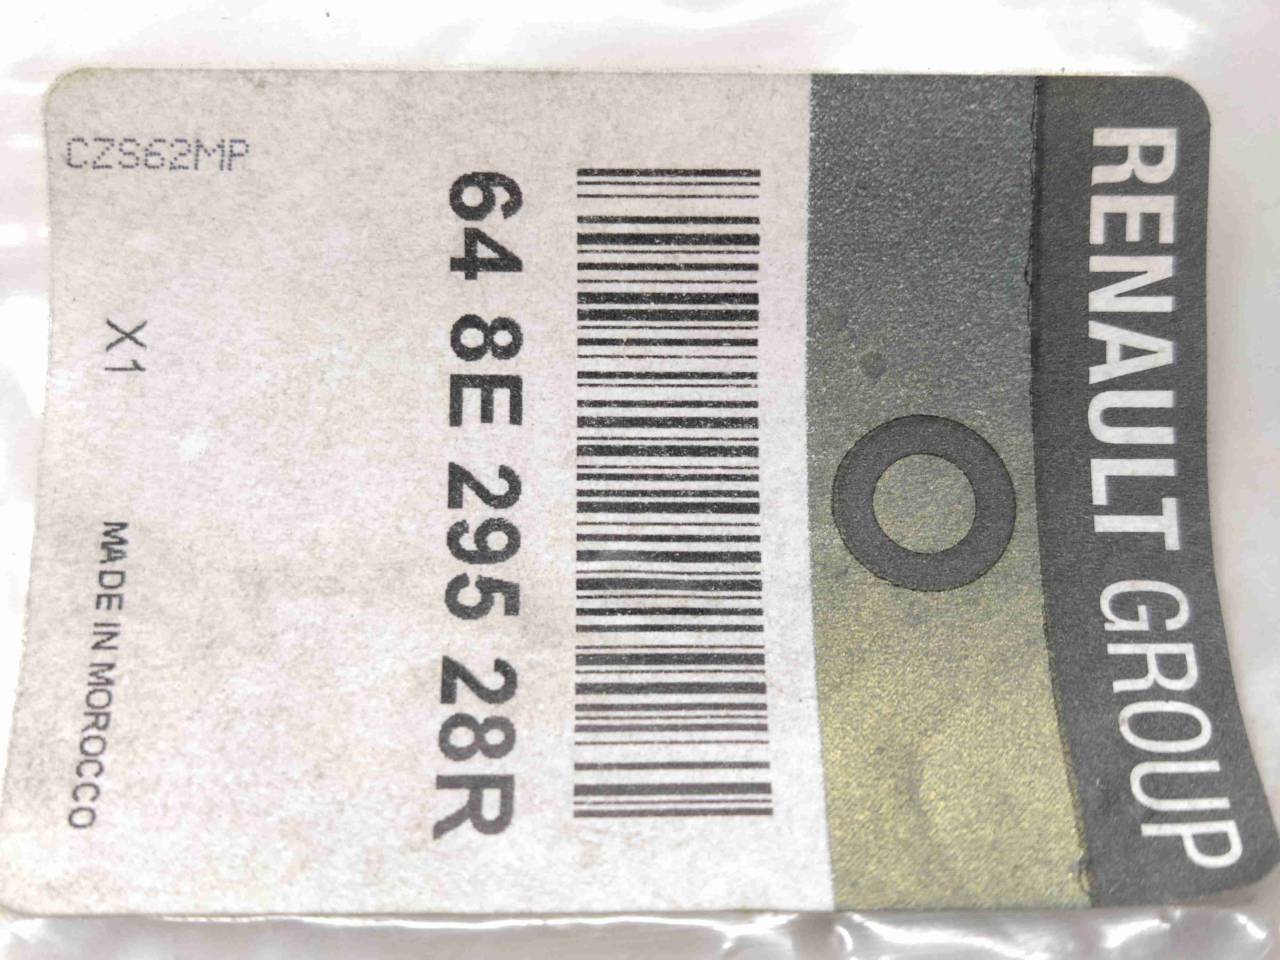 RENAULT GROUP
64 8E 295 28R
X1
MADE IN MOROCCO
CZS62MP